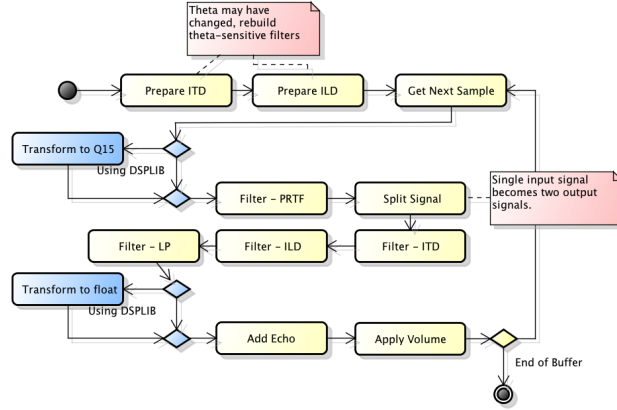 Theta may have
changed, rebuild
theta-sensitive filters
Prepare ITD
Prepare ILD
Get Next Sample
Transform to Q15
Using DSPLIB
Single input signal
becomes two output
signals.
Filter - PRTF
Split Signal
Filter - LP
Filter - ILD
Filter - ITD
Transform to float
Using DSPLIB
Add Echo
Apply Volume
End of Buffer